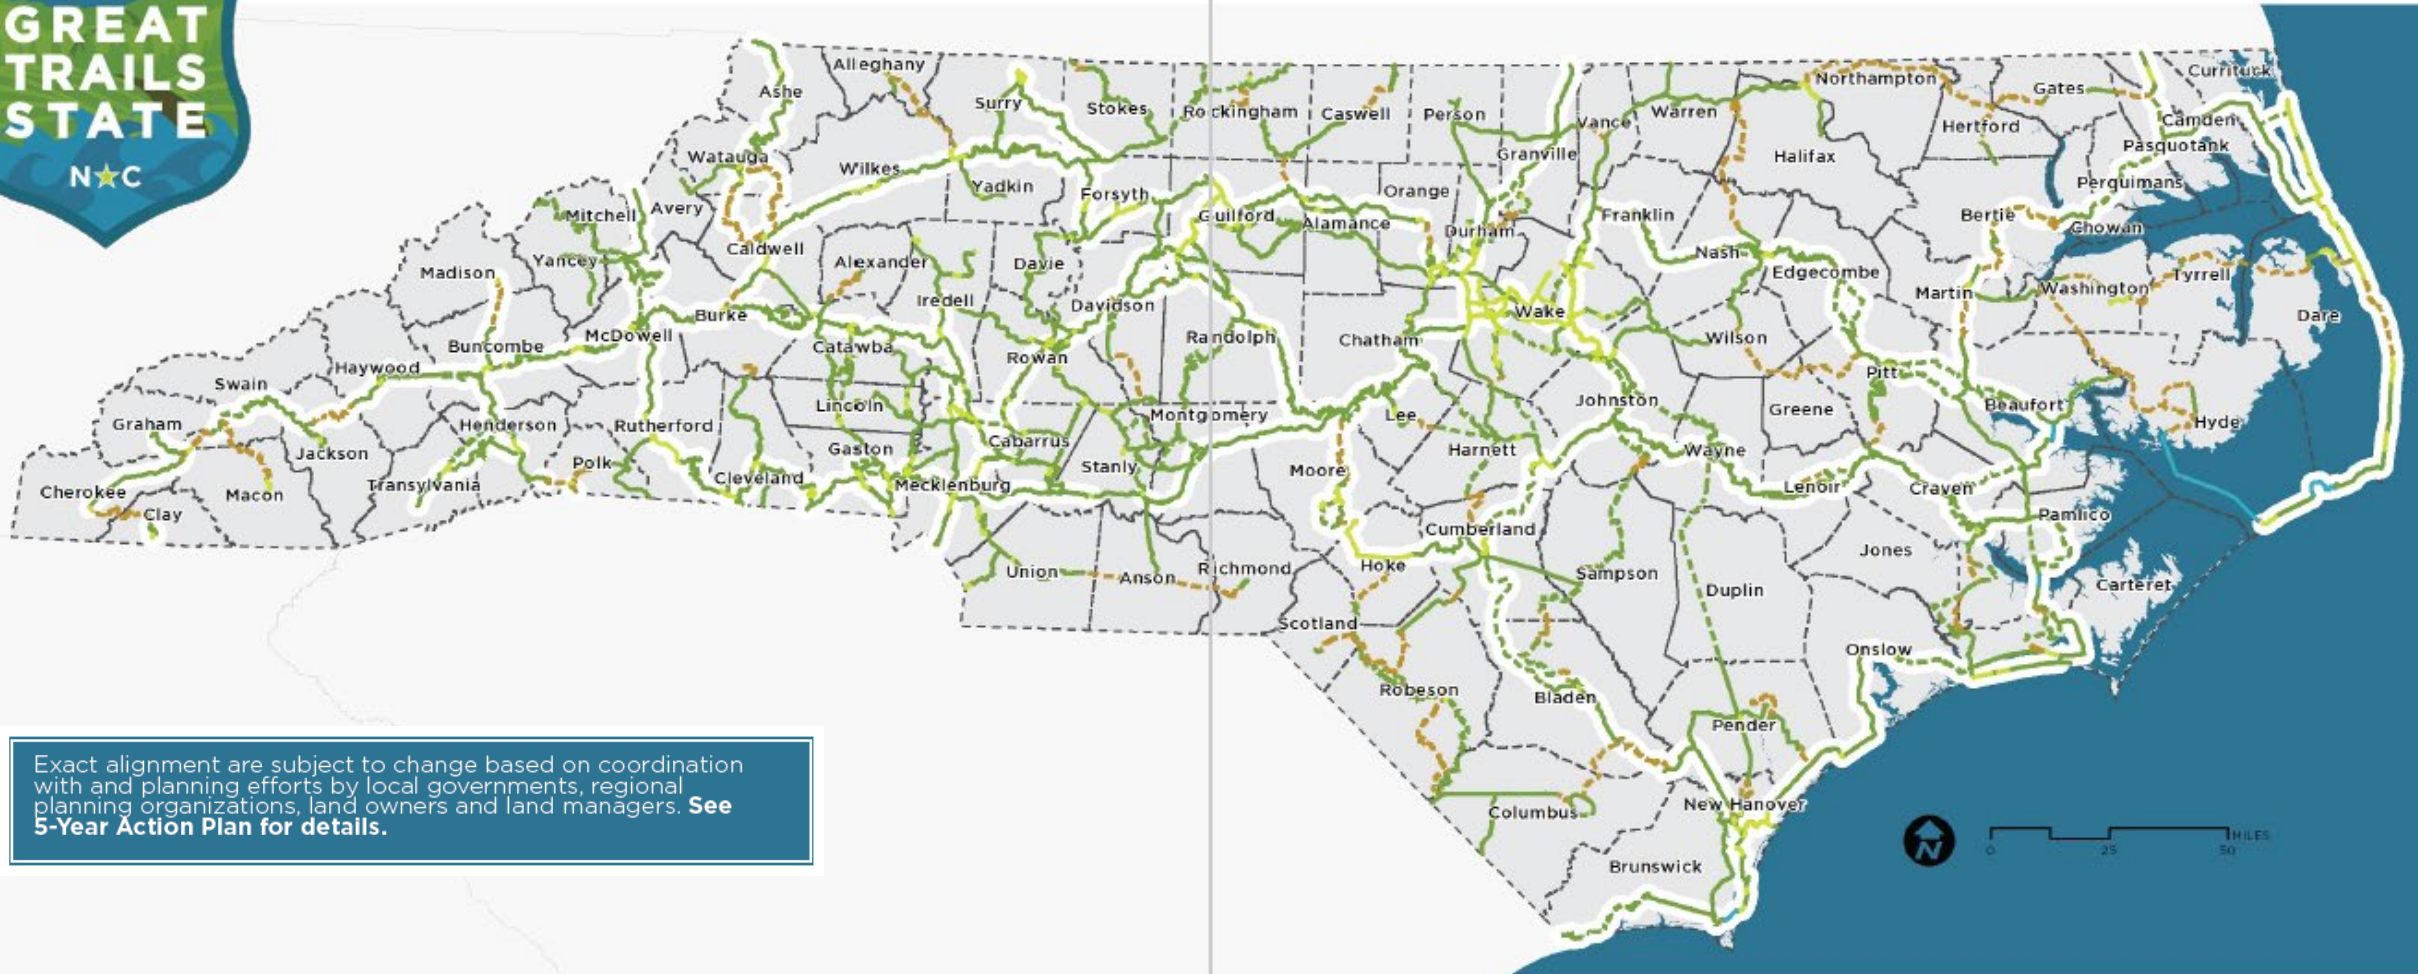 GREAT
TRAILS
STATE
N★C
Alleghany
Ashe
Surry
Stokes
Rockingham
Caswell
Person
Vance
Warren
Northampton
Gates
Currituck
Camden
Hertford
Pasquotank
Halifax
Granville
Watauga
Wilkes
Yadkin
Forsyth
Orange
Perquimans
Mitchell
Avery
Guilford
Alamance
Durham
Franklin
Bertie
Chowan
Caldwell
Yancey
Alexander
Davie
Nash
Edgecombe
Madison
Iredell
Davidson
Martin
Washington
Tyrrell
Dare
Burke
McDowell
Buncombe
Catawba
Rowan
Randolph
Chatham
Wake
Wilson
Haywood
Swain
Pitt
Graham
Henderson
Rutherford
Lincoln
Montgomery
Lee
Johnston
Greene
Beaufort
Hyde
Jackson
Gaston
Cabarrus
Harnett
Wayne
Cherokee
Macon
Transylvania
Polk
Cleveland
Mecklenburg
Stanly
Moore
Lenoir
Craven
Clay
Pamlico
Cumberland
Jones
Union
Anson
Richmond
Hoke
Sampson
Duplin
Carteret
Scotland
Onslow
Robeson
Bladen
Pender
New Hanover
Columbus
Brunswick
Exact alignment are subject to change based on coordination
with and planning efforts by local governments, regional
planning organizations, land owners and land managers. See
5-Year Action Plan for details.
N
MILES
0 25 50